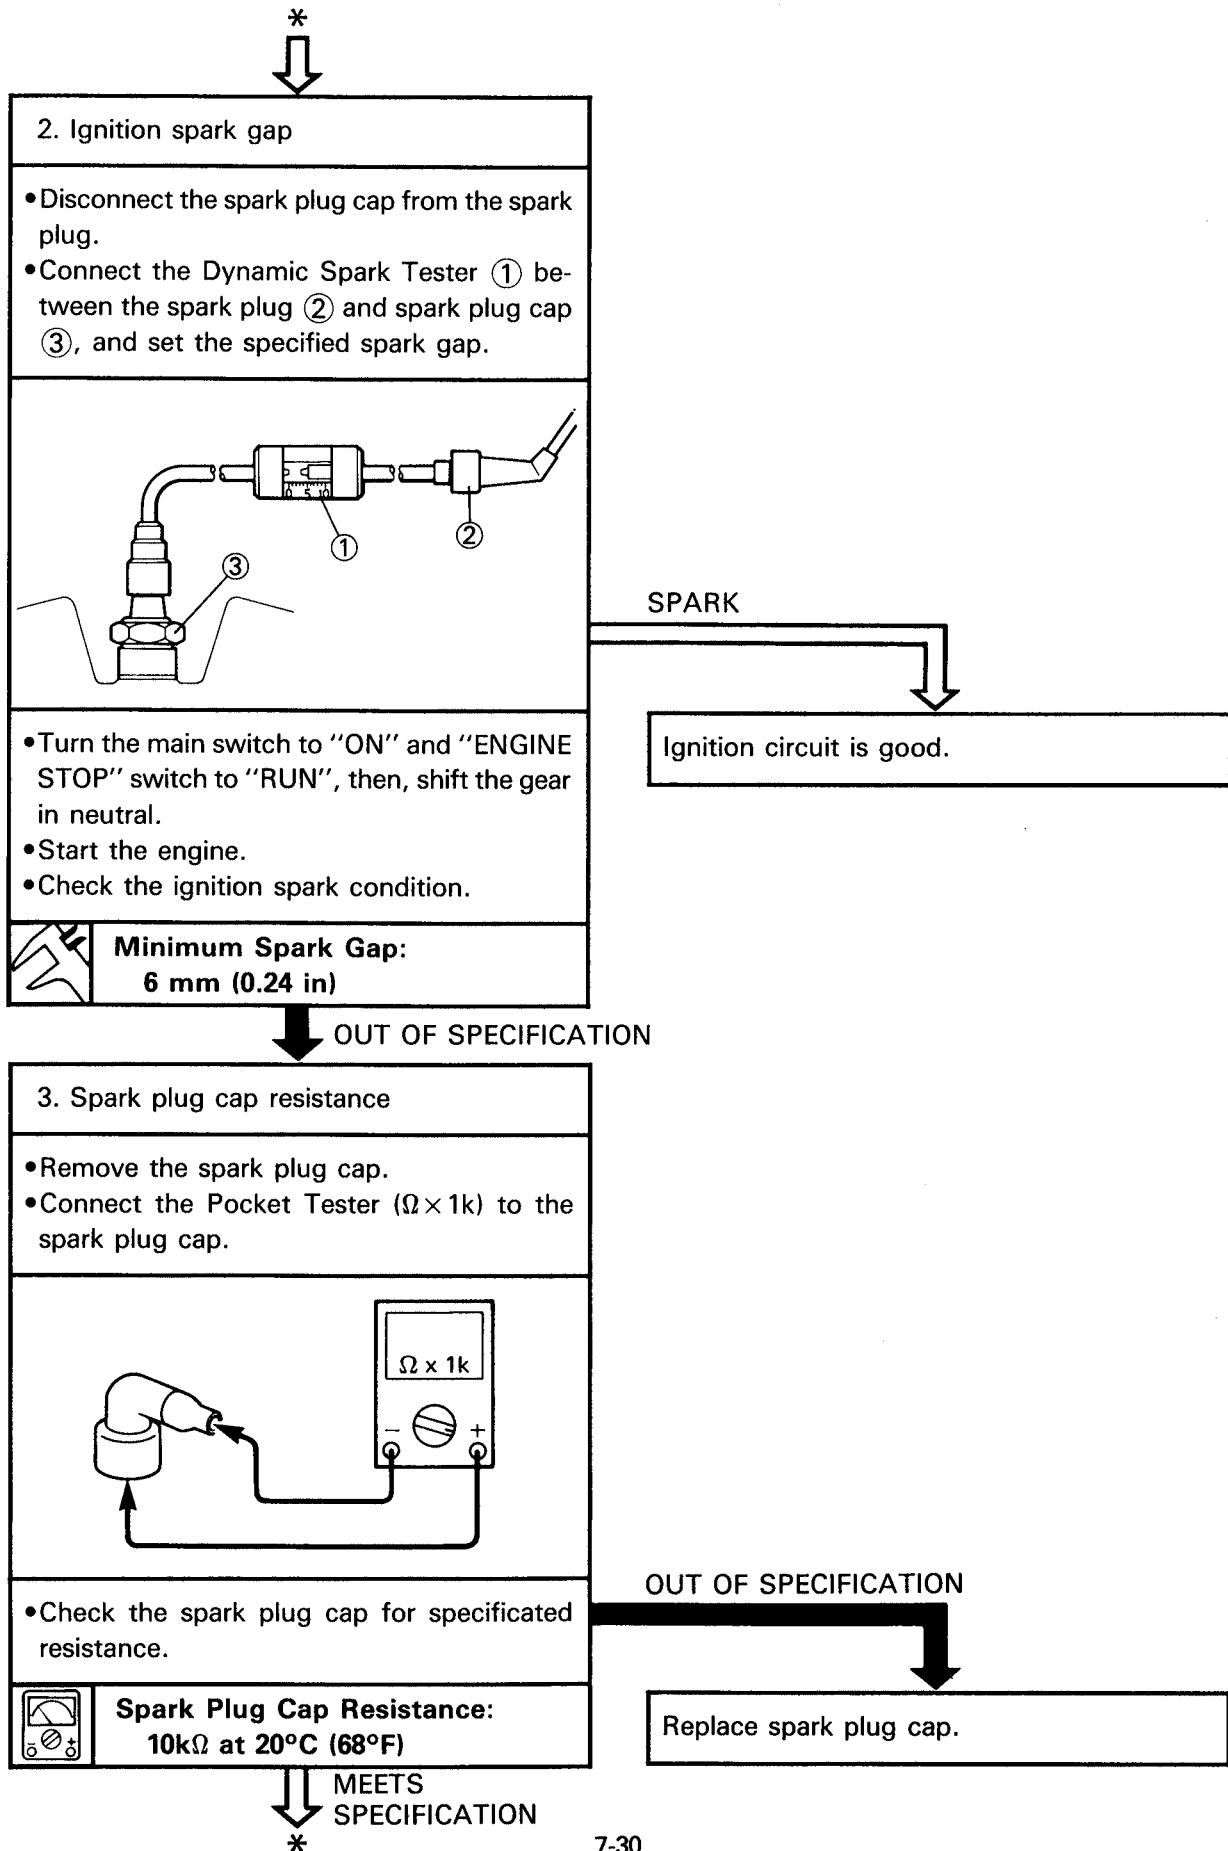 *
2. Ignition spark gap
•Disconnect the spark plug cap from the spark
plug.
•Connect the Dynamic Spark Tester ① be-
tween the spark plug ② and spark plug cap
③, and set the specified spark gap.
0 5 10
①
②
③
SPARK
Ignition circuit is good.
•Turn the main switch to "ON" and "ENGINE
STOP" switch to "RUN", then, shift the gear
in neutral.
•Start the engine.
•Check the ignition spark condition.
Minimum Spark Gap:
6 mm (0.24 in)
OUT OF SPECIFICATION
3. Spark plug cap resistance
•Remove the spark plug cap.
•Connect the Pocket Tester (Ω×1k) to the
spark plug cap.
Ω x 1k
− +
OUT OF SPECIFICATION
•Check the spark plug cap for specificated
resistance.
Replace spark plug cap.
Spark Plug Cap Resistance:
10kΩ at 20°C (68°F)
− +
MEETS
SPECIFICATION
*
7-30